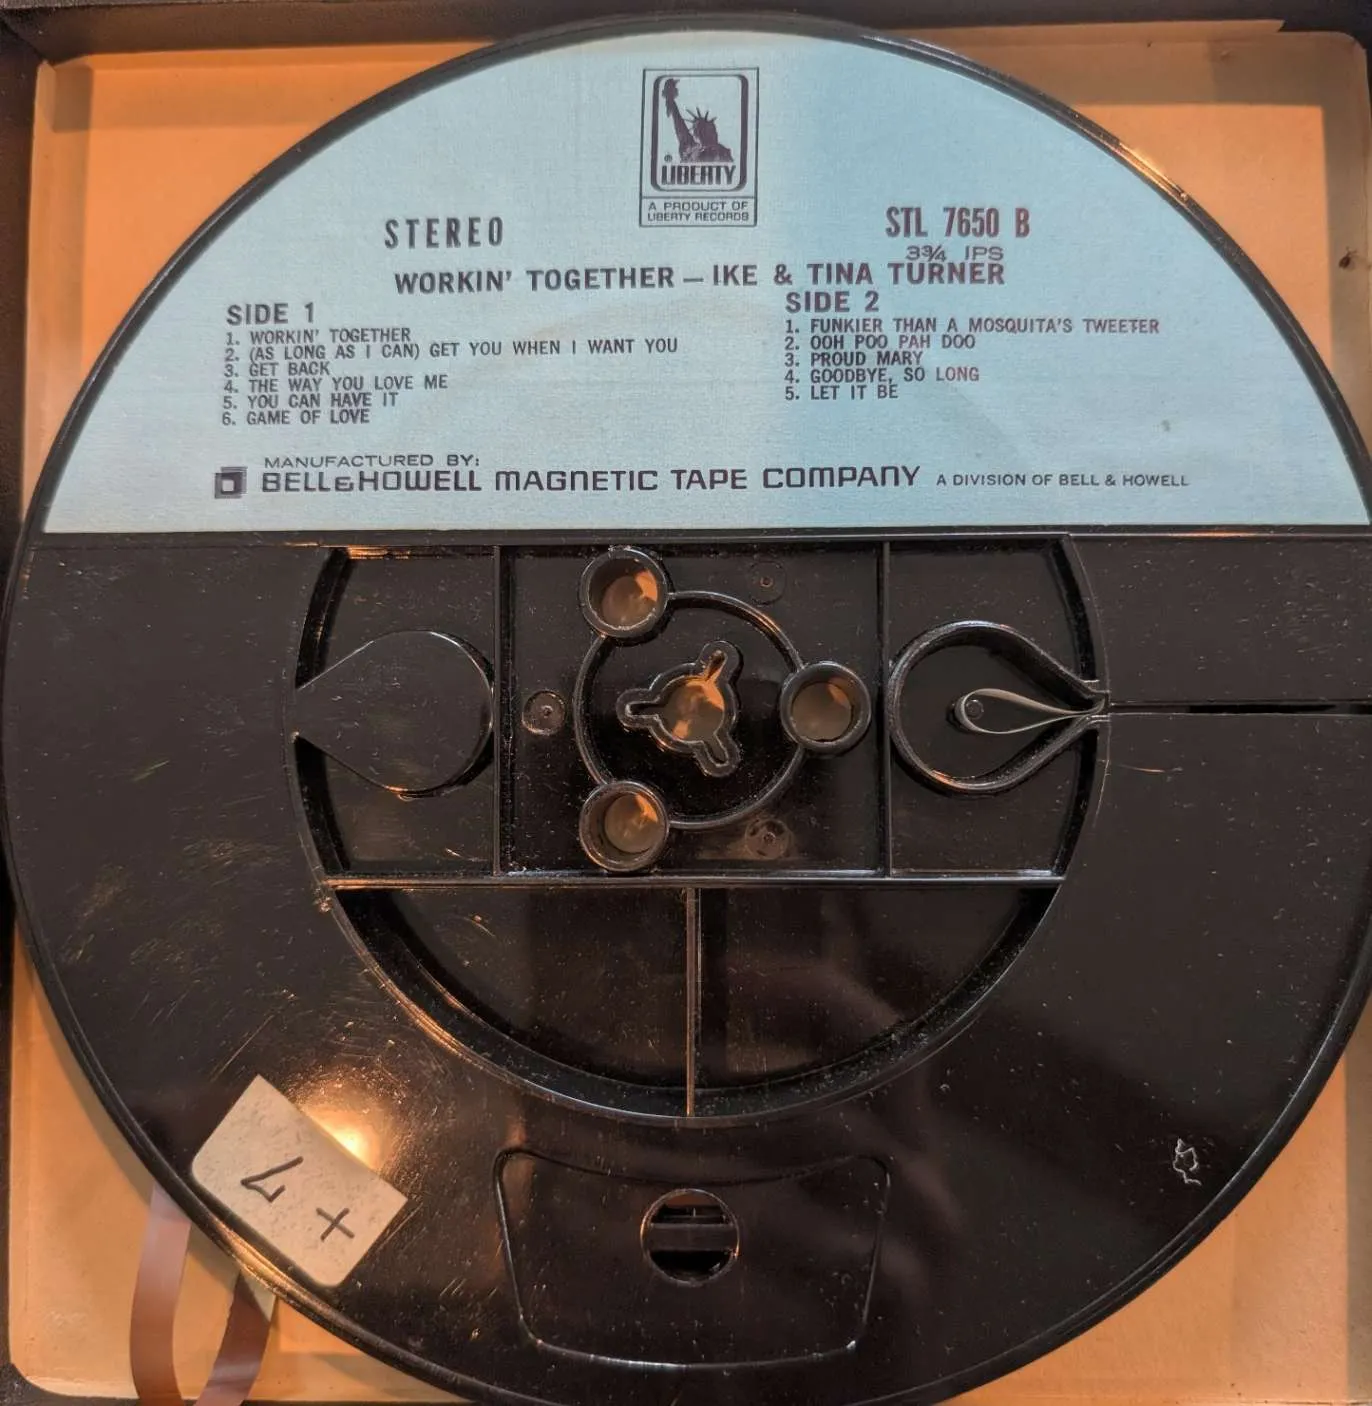 LIBERTY
A PRODUCT OF
LIBERTY RECORDS
STEREO
STL 7650 B
3¾ IPS
WORKIN' TOGETHER — IKE & TINA TURNER
SIDE 1
1. WORKIN' TOGETHER
2. (AS LONG AS I CAN) GET YOU WHEN I WANT YOU
3. GET BACK
4. THE WAY YOU LOVE ME
5. YOU CAN HAVE IT
6. GAME OF LOVE
SIDE 2
1. FUNKIER THAN A MOSQUITA'S TWEETER
2. OOH POO PAH DOO
3. PROUD MARY
4. GOODBYE, SO LONG
5. LET IT BE
MANUFACTURED BY:
BELL & HOWELL MAGNETIC TAPE COMPANY A DIVISION OF BELL & HOWELL